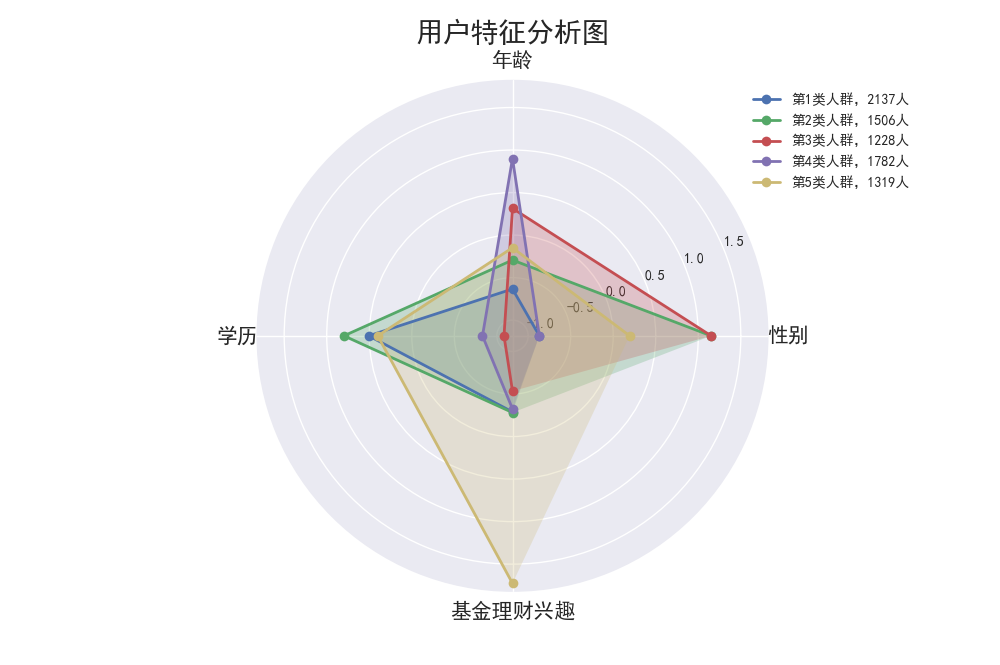 用户特征分析图
年龄
第1类人群，2137人
第2类人群，1506人
第3类人群，1228人
第4类人群，1782人
第5类人群，1319人
1.5
1.0
0.5
0.0
-0.5
-1.0
学历
性别
基金理财兴趣